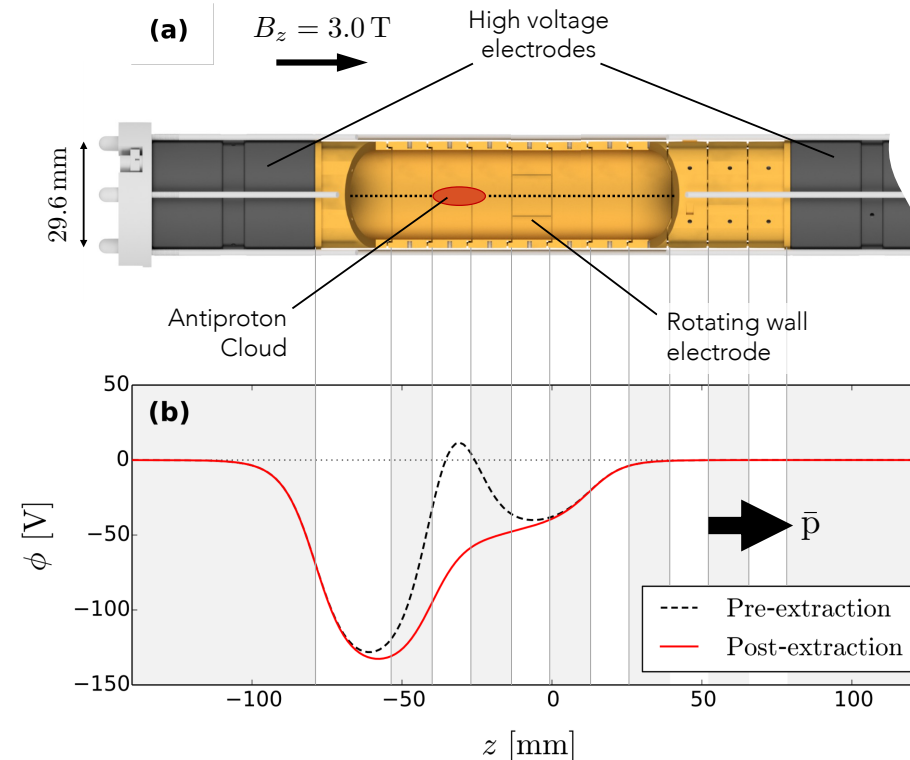 (a)
B_z = 3.0 T
High voltage
electrodes
29.6 mm
Antiproton
Cloud
Rotating wall
electrode
(b)
50
0
−50
−100
−150
ϕ [V]
p̄
Pre-extraction
Post-extraction
−100
−50
0
50
100
z [mm]